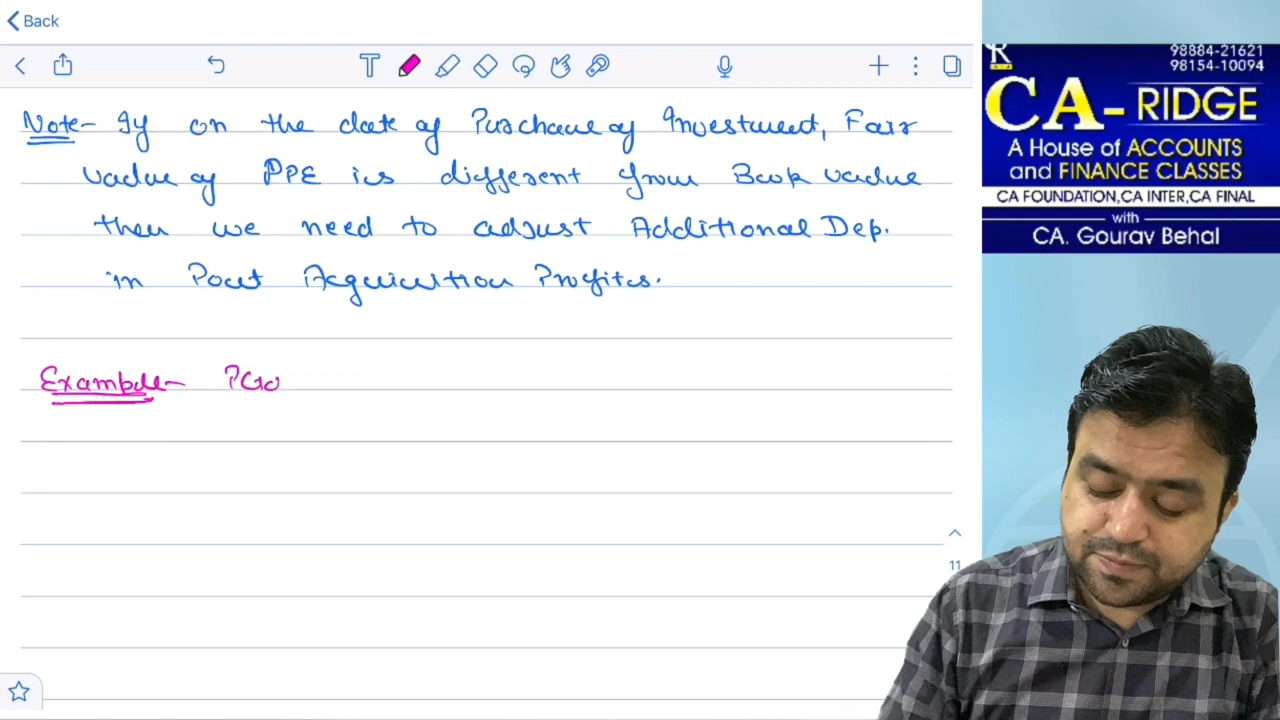 Back
Note- If on the date of Purchase of Investment, Fair
value of PPE is different from Book value
then we need to adjust Additional Dep.
in Post Acquisition Profits.
Example-
11
98884-21621
98154-10094
CA- RIDGE
A House of ACCOUNTS
and FINANCE CLASSES
CA FOUNDATION,CA INTER,CA FINAL
with
CA. Gourav Behal